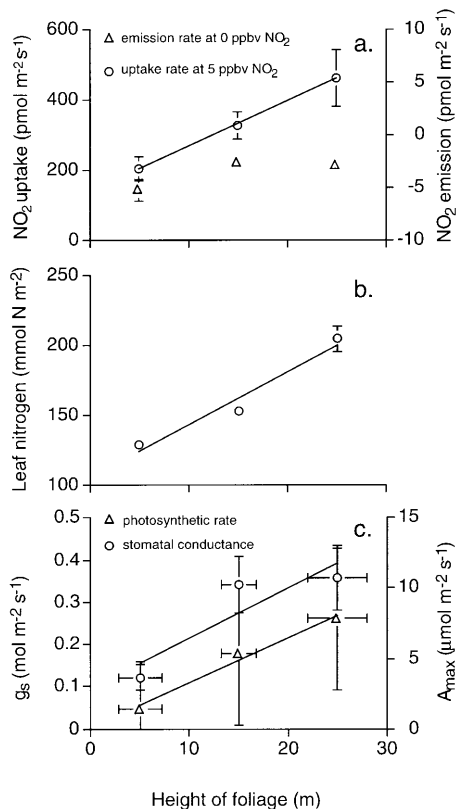 a.
△ emission rate at 0 ppbv NO₂
○ uptake rate at 5 ppbv NO₂
NO₂ uptake (pmol m⁻² s⁻¹)
600
400
200
0
NO₂ emission (pmol m⁻² s⁻¹)
10
5
0
-5
-10
b.
Leaf nitrogen (mmol N m⁻²)
250
200
150
100
c.
△ photosynthetic rate
○ stomatal conductance
gₛ (mol m⁻² s⁻¹)
0.5
0.4
0.3
0.2
0.1
0
Amax (µmol m⁻² s⁻¹)
15
10
5
0
0 10 20 30
Height of foliage (m)